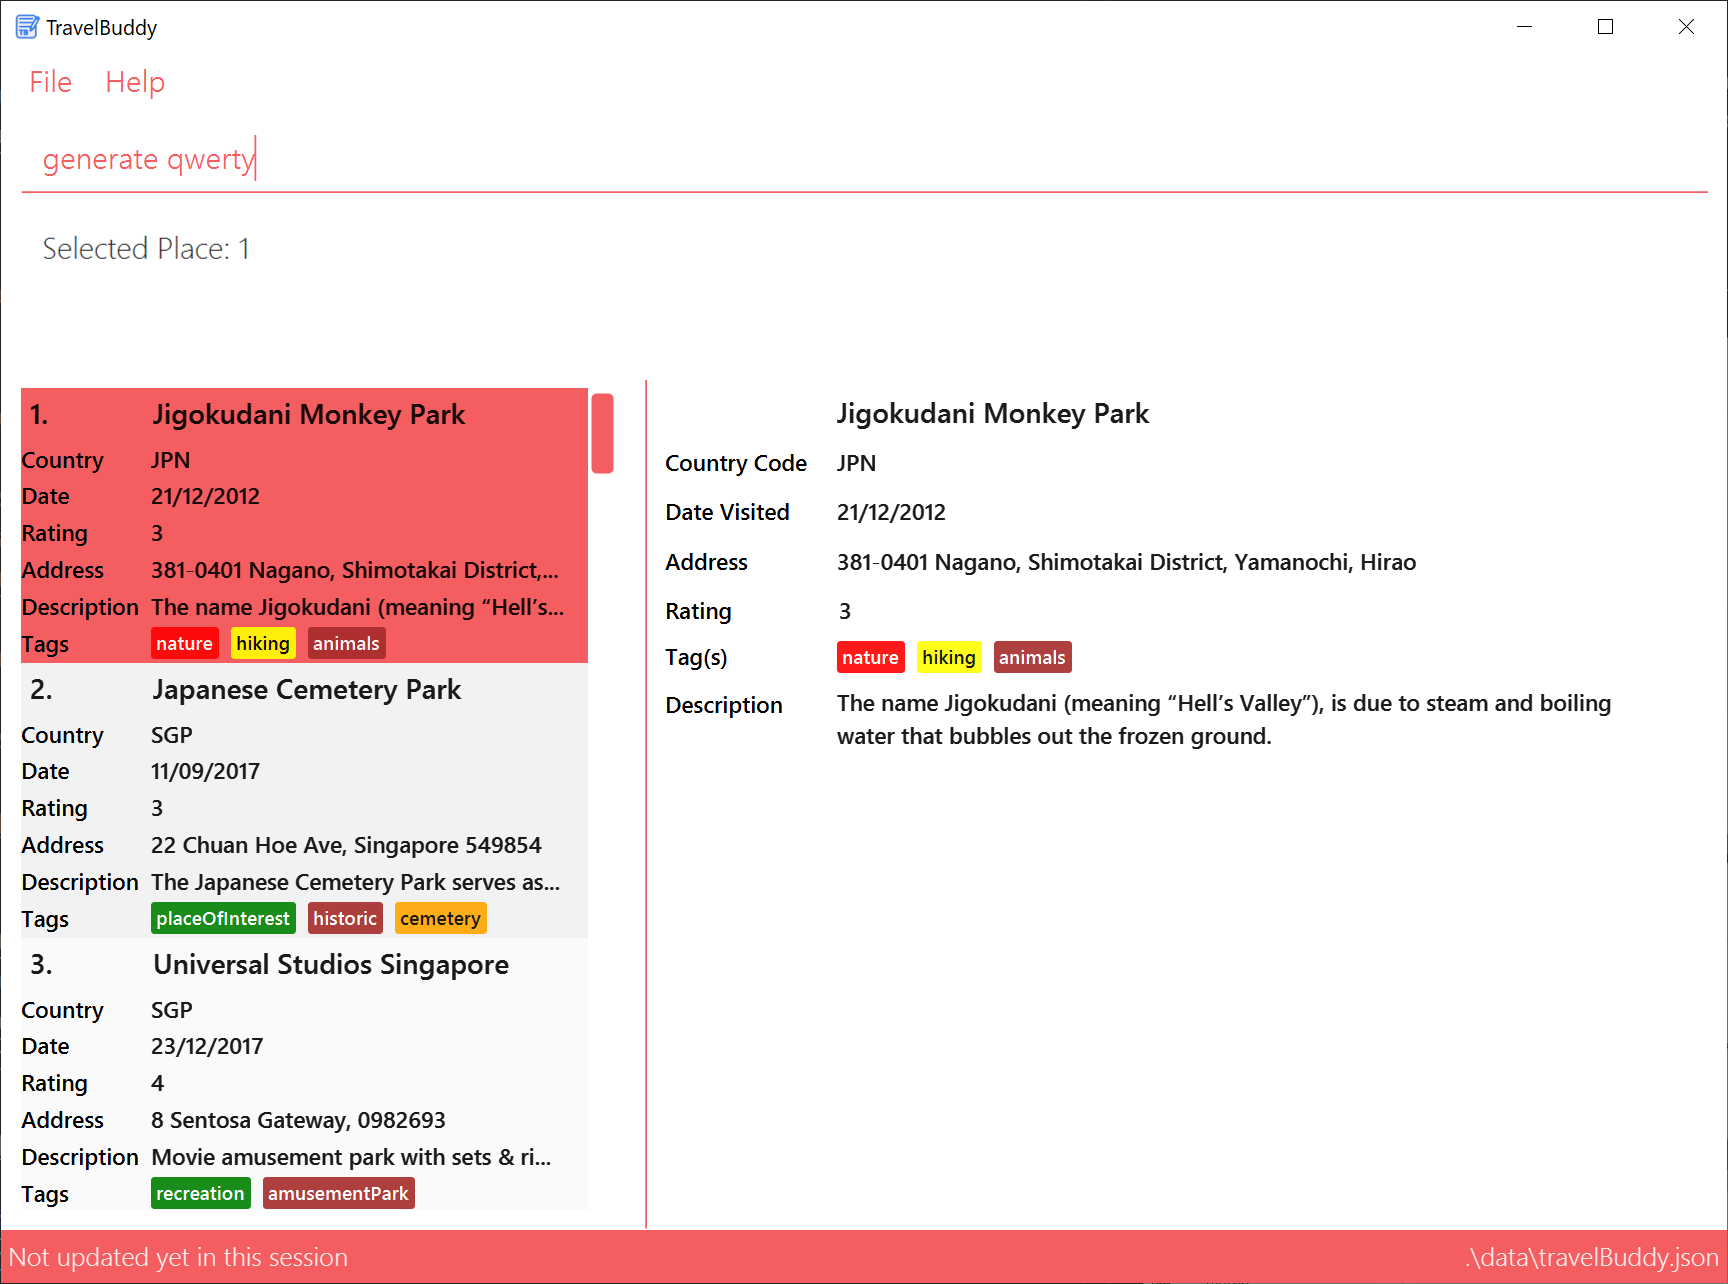 TravelBuddy
File Help
generate qwerty
Selected Place: 1
1. Jigokudani Monkey Park
Country JPN
Date 21/12/2012
Rating 3
Address 381-0401 Nagano, Shimotakai District,...
Description The name Jigokudani (meaning “Hell’s...
Tags nature hiking animals
2. Japanese Cemetery Park
Country SGP
Date 11/09/2017
Rating 3
Address 22 Chuan Hoe Ave, Singapore 549854
Description The Japanese Cemetery Park serves as...
Tags placeOfInterest historic cemetery
3. Universal Studios Singapore
Country SGP
Date 23/12/2017
Rating 4
Address 8 Sentosa Gateway, 0982693
Description Movie amusement park with sets & ri...
Tags recreation amusementPark
Jigokudani Monkey Park
Country Code JPN
Date Visited 21/12/2012
Address 381-0401 Nagano, Shimotakai District, Yamanochi, Hirao
Rating 3
Tag(s) nature hiking animals
Description The name Jigokudani (meaning “Hell’s Valley”), is due to steam and boiling
water that bubbles out the frozen ground.
Not updated yet in this session .\data\travelBuddy.json